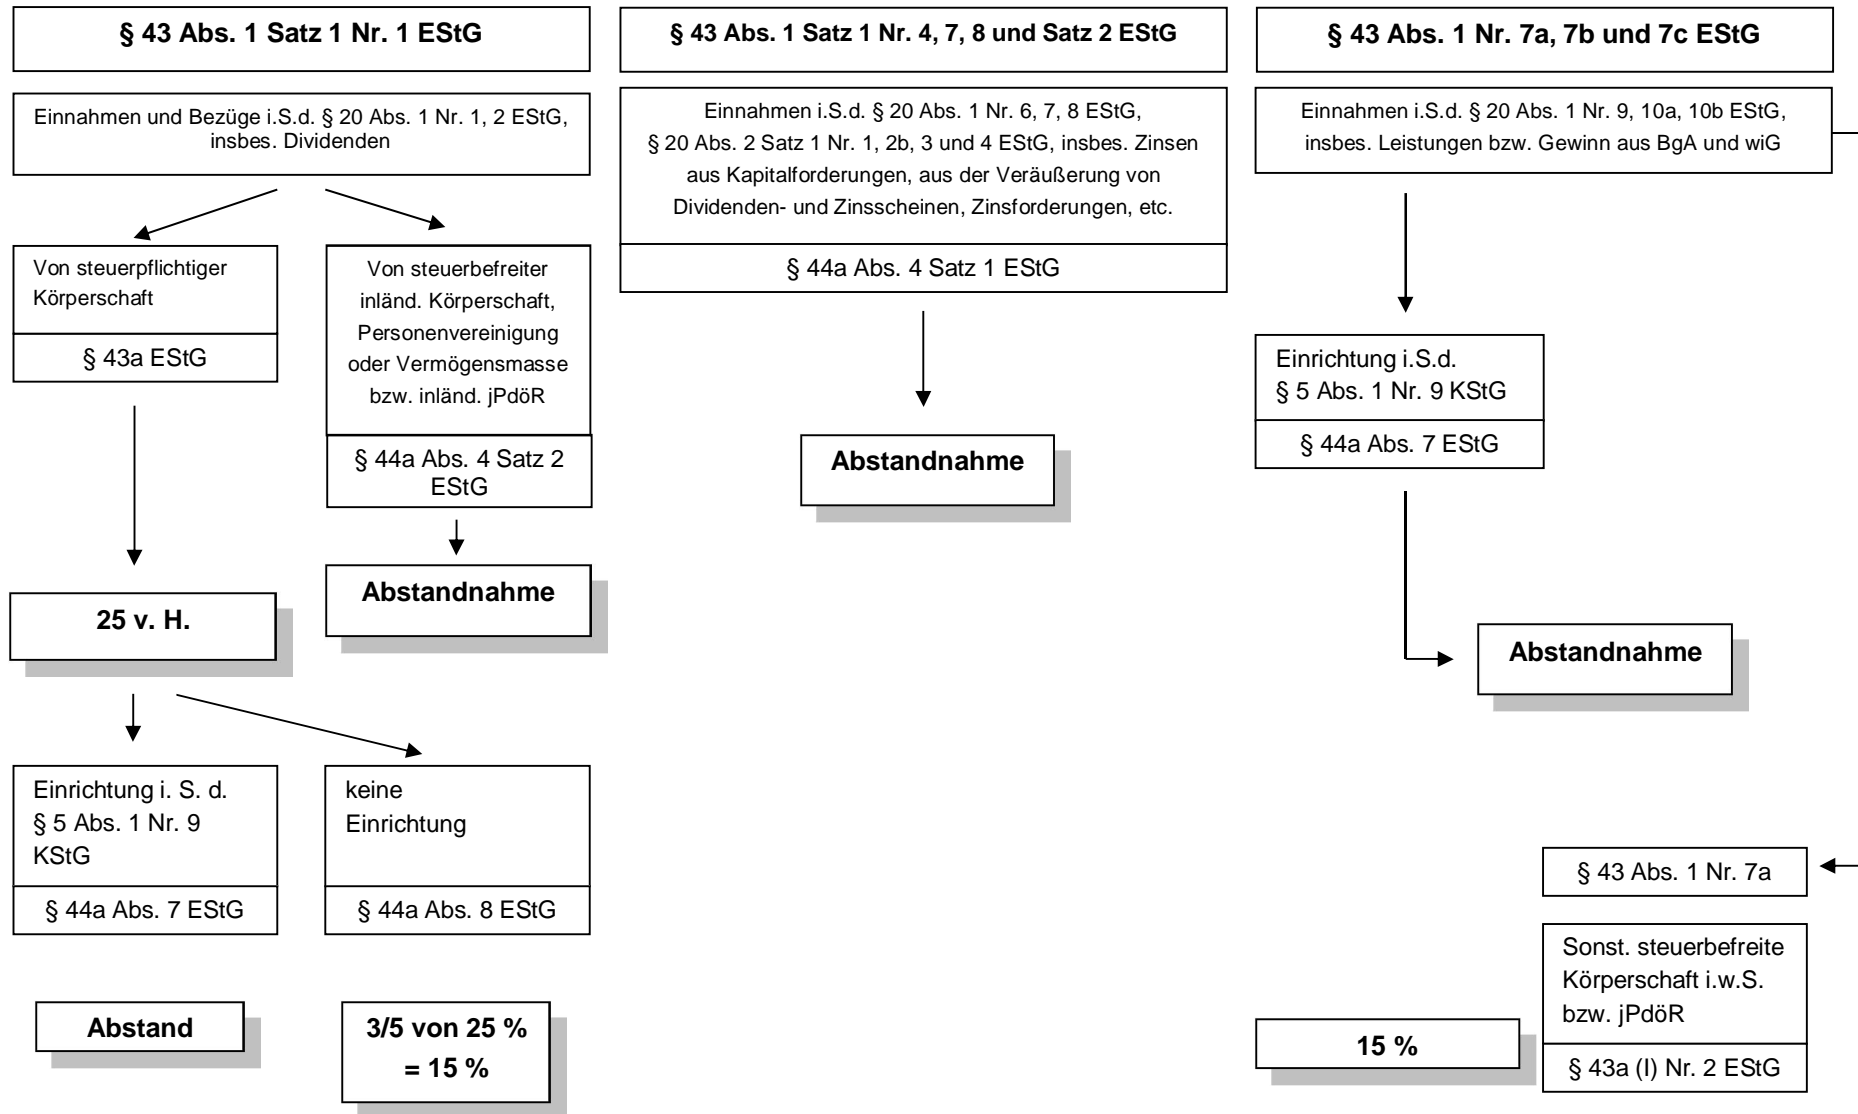 § 43 Abs. 1 Satz 1 Nr. 1 EStG
Einnahmen und Bezüge i.S.d. § 20 Abs. 1 Nr. 1, 2 EStG,
insbes. Dividenden
Von steuerpflichtiger
Körperschaft
§ 43a EStG
25 v. H.
Von steuerbefreiter
inländ. Körperschaft,
Personenvereinigung
oder Vermögensmasse
bzw. inländ. jPdöR
§ 44a Abs. 4 Satz 2
EStG
Abstandnahme
Einrichtung i. S. d.
§ 5 Abs. 1 Nr. 9
KStG
§ 44a Abs. 7 EStG
Abstand
keine
Einrichtung
§ 44a Abs. 8 EStG
3/5 von 25 %
= 15 %
§ 43 Abs. 1 Satz 1 Nr. 4, 7, 8 und Satz 2 EStG
Einnahmen i.S.d. § 20 Abs. 1 Nr. 6, 7, 8 EStG,
§ 20 Abs. 2 Satz 1 Nr. 1, 2b, 3 und 4 EStG, insbes. Zinsen
aus Kapitalforderungen, aus der Veräußerung von
Dividenden- und Zinsscheinen, Zinsforderungen, etc.
§ 44a Abs. 4 Satz 1 EStG
Abstandnahme
§ 43 Abs. 1 Nr. 7a, 7b und 7c EStG
Einnahmen i.S.d. § 20 Abs. 1 Nr. 9, 10a, 10b EStG,
insbes. Leistungen bzw. Gewinn aus BgA und wiG
Einrichtung i.S.d.
§ 5 Abs. 1 Nr. 9 KStG
§ 44a Abs. 7 EStG
Abstandnahme
§ 43 Abs. 1 Nr. 7a
Sonst. steuerbefreite
Körperschaft i.w.S.
bzw. jPdöR
§ 43a (I) Nr. 2 EStG
15 %